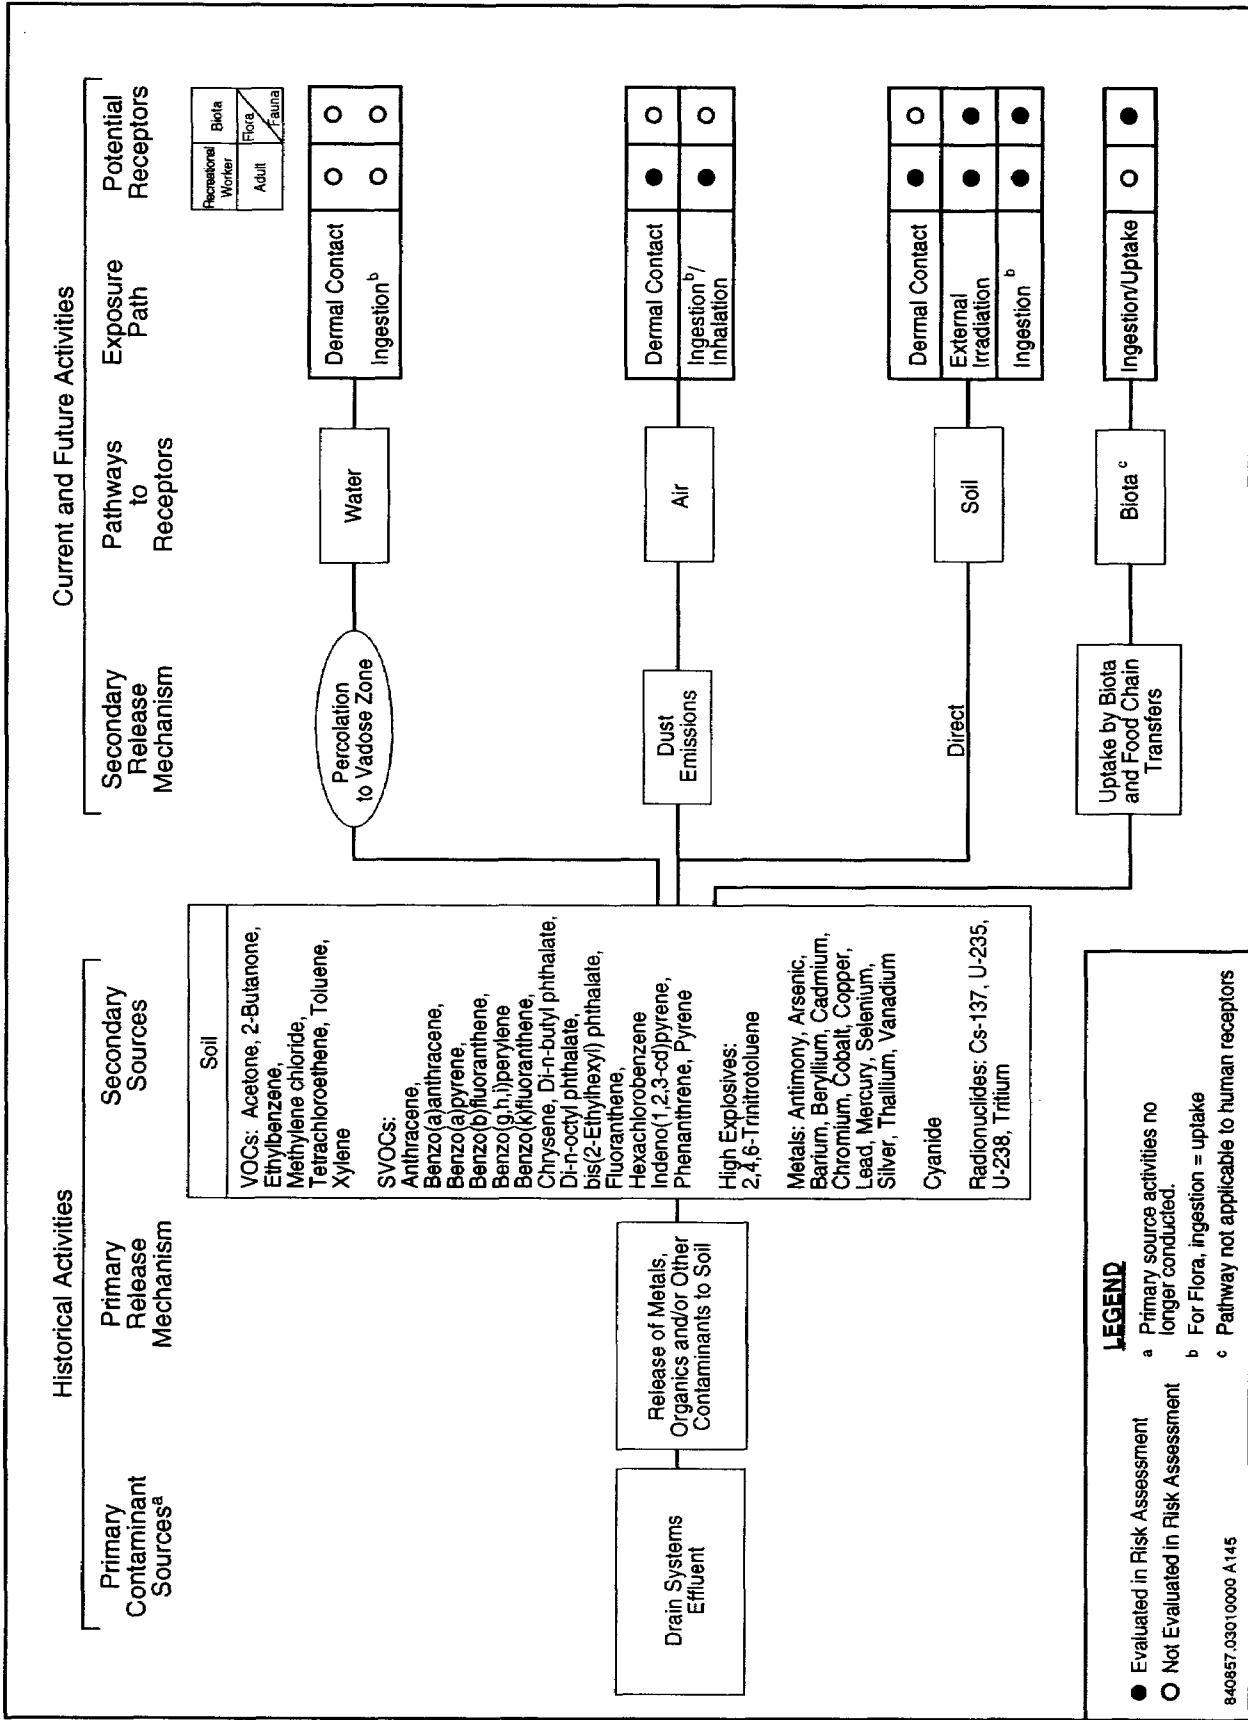 Historical Activities
Current and Future Activities
Primary
Contaminant
Sourcesᵃ
Primary
Release
Mechanism
Secondary
Sources
Secondary
Release
Mechanism
Pathways
to
Receptors
Exposure
Path
Potential
Receptors
Recreational
Worker
Biota
Adult
Flora
Fauna
Drain Systems
Effluent
Release of Metals,
Organics and/or Other
Contaminants to Soil
Soil
VOCs: Acetone, 2-Butanone,
Ethylbenzene,
Methylene chloride,
Tetrachloroethene, Toluene,
Xylene
SVOCs:
Anthracene,
Benzo(a)anthracene,
Benzo(a)pyrene,
Benzo(b)fluoranthene,
Benzo(g,h,i)perylene
Benzo(k)fluoranthene,
Chrysene, Di-n-butyl phthalate,
Di-n-octyl phthalate,
bis(2-Ethylhexyl) phthalate,
Fluoranthene,
Hexachlorobenzene
Indeno(1,2,3-cd)pyrene,
Phenanthrene, Pyrene
High Explosives:
2,4,6-Trinitrotoluene
Metals: Antimony, Arsenic,
Barium, Beryllium, Cadmium,
Chromium, Cobalt, Copper,
Lead, Mercury, Selenium,
Silver, Thallium, Vanadium
Cyanide
Radionuclides: Cs-137, U-235,
U-238, Tritium
Percolation
to Vadose Zone
Water
Dermal Contact
Ingestionᵇ
Dust
Emissions
Air
Dermal Contact
Ingestionᵇ/
Inhalation
Direct
Soil
Dermal Contact
External
Irradiation
Ingestion ᵇ
Uptake by Biota
and Food Chain
Transfers
Biota ᶜ
Ingestion/Uptake
LEGEND
● Evaluated in Risk Assessment
O Not Evaluated in Risk Assessment
a Primary source activities no
longer conducted.
b For Flora, ingestion = uptake
c Pathway not applicable to human receptors
840857.03010000 A145